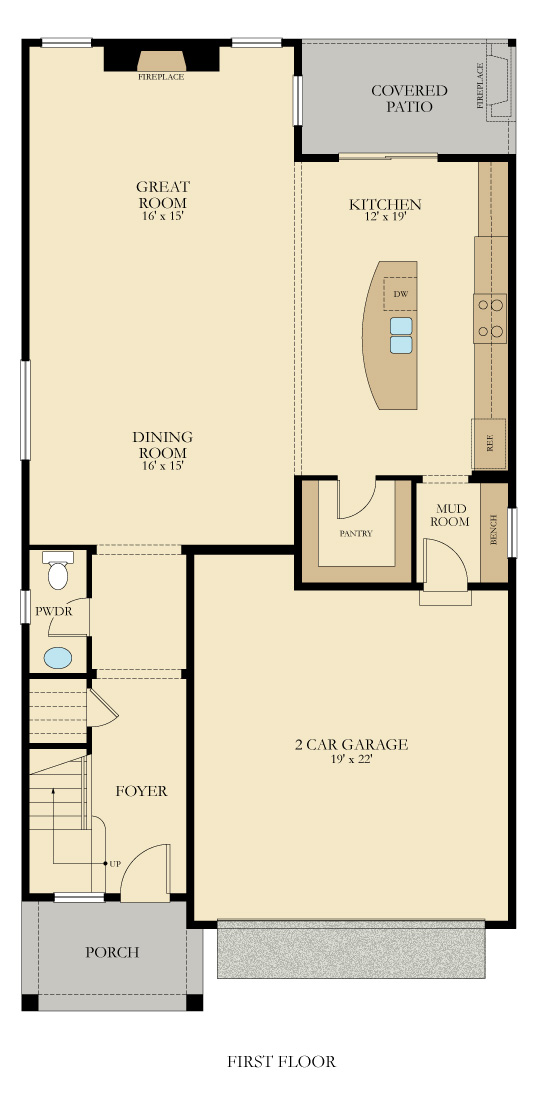 FIREPLACE
COVERED
PATIO
FIREPLACE
GREAT
ROOM
16' x 15'
KITCHEN
12' x 19'
DW
DINING
ROOM
16' x 15'
REF.
PANTRY
MUD
ROOM
BENCH
PWDR
2 CAR GARAGE
19' x 22'
FOYER
UP
PORCH
FIRST FLOOR